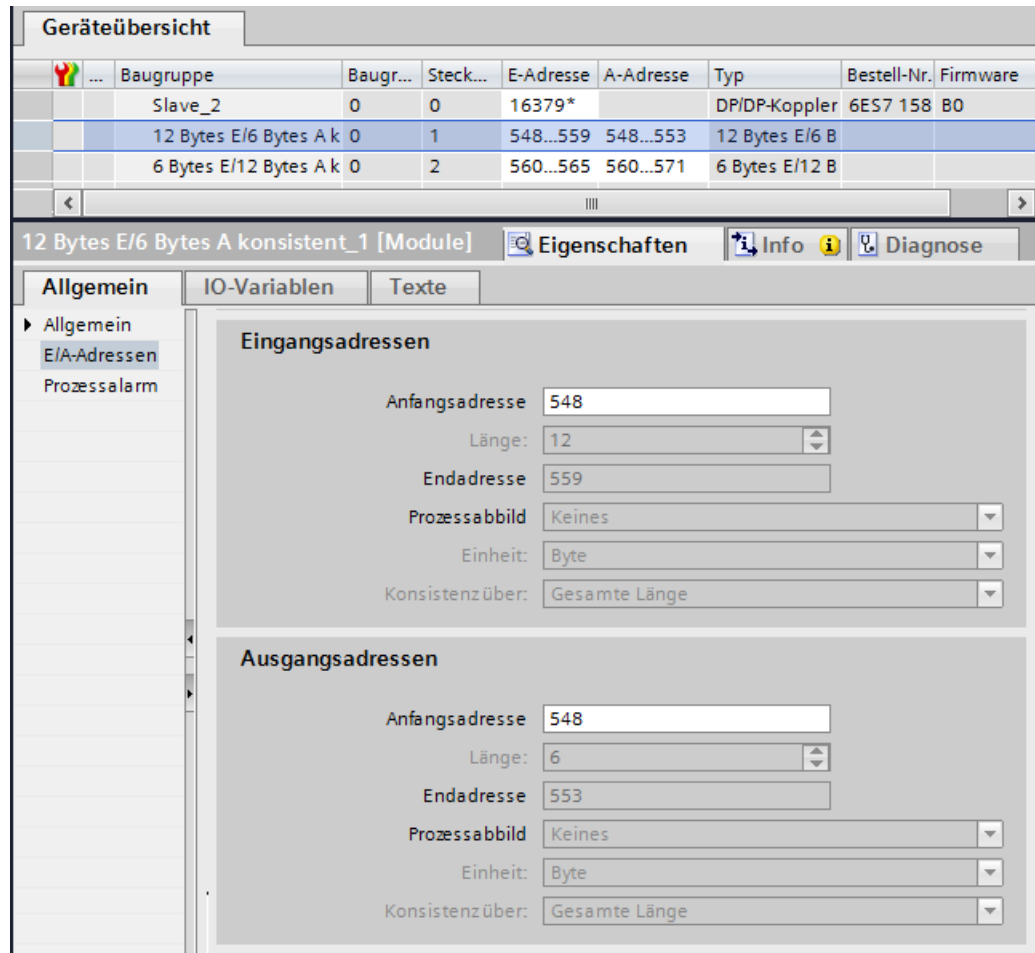 Geräteübersicht
... Baugruppe Baugr... Steck... E-Adresse A-Adresse Typ Bestell-Nr. Firmware
Slave_2 0 0 16379* DP/DP-Koppler 6ES7 158 B0
12 Bytes E/6 Bytes A k 0 1 548...559 548...553 12 Bytes E/6 B
6 Bytes E/12 Bytes A k 0 2 560...565 560...571 6 Bytes E/12 B
12 Bytes E/6 Bytes A konsistent_1 [Module] Eigenschaften Info Diagnose
Allgemein IO-Variablen Texte
Allgemein
E/A-Adressen
Prozessalarm
Eingangsadressen
Anfangsadresse 548
Länge: 12
Endadresse 559
Prozessabbild Keines
Einheit: Byte
Konsistenz über: Gesamte Länge
Ausgangsadressen
Anfangsadresse 548
Länge: 6
Endadresse 553
Prozessabbild Keines
Einheit: Byte
Konsistenz über: Gesamte Länge